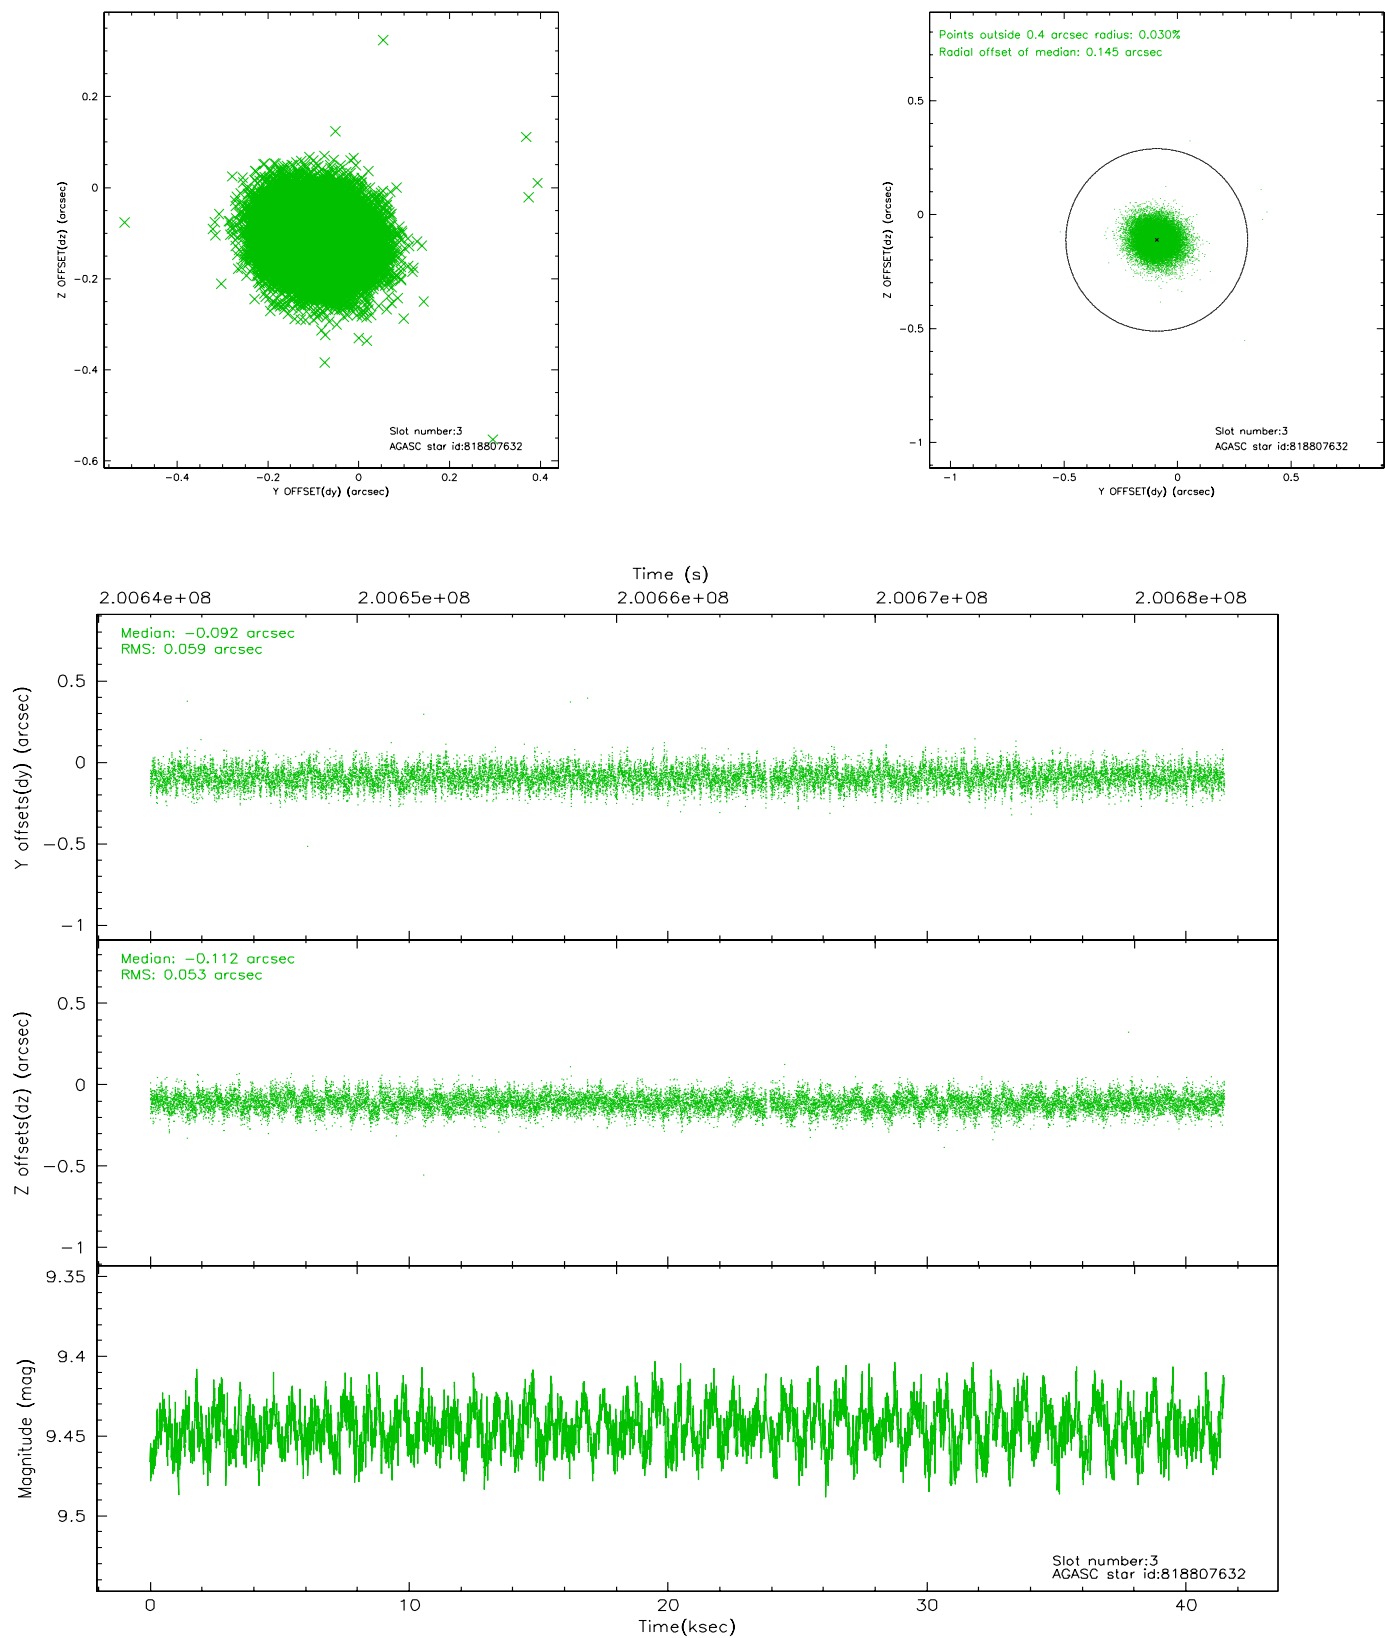 0.2
0
−0.2
−0.4
−0.6
Z OFFSET(dz) (arcsec)
Slot number:3
AGASC star id:818807632
−0.4 −0.2 0 0.2 0.4
Y OFFSET(dy) (arcsec)
Points outside 0.4 arcsec radius: 0.030%
Radial offset of median: 0.145 arcsec
0.5
0
−0.5
−1
Z OFFSET(dz) (arcsec)
Slot number:3
AGASC star id:818807632
−1 −0.5 0 0.5
Y OFFSET(dy) (arcsec)
Time (s)
2.0064e+08 2.0065e+08 2.0066e+08 2.0067e+08 2.0068e+08
Median: −0.092 arcsec
RMS: 0.059 arcsec
0.5
0
−0.5
−1
Y offsets(dy) (arcsec)
Median: −0.112 arcsec
RMS: 0.053 arcsec
0.5
0
−0.5
−1
Z offsets(dz) (arcsec)
9.35
9.4
9.45
9.5
Magnitude (mag)
Slot number:3
AGASC star id:818807632
0 10 20 30 40
Time(ksec)